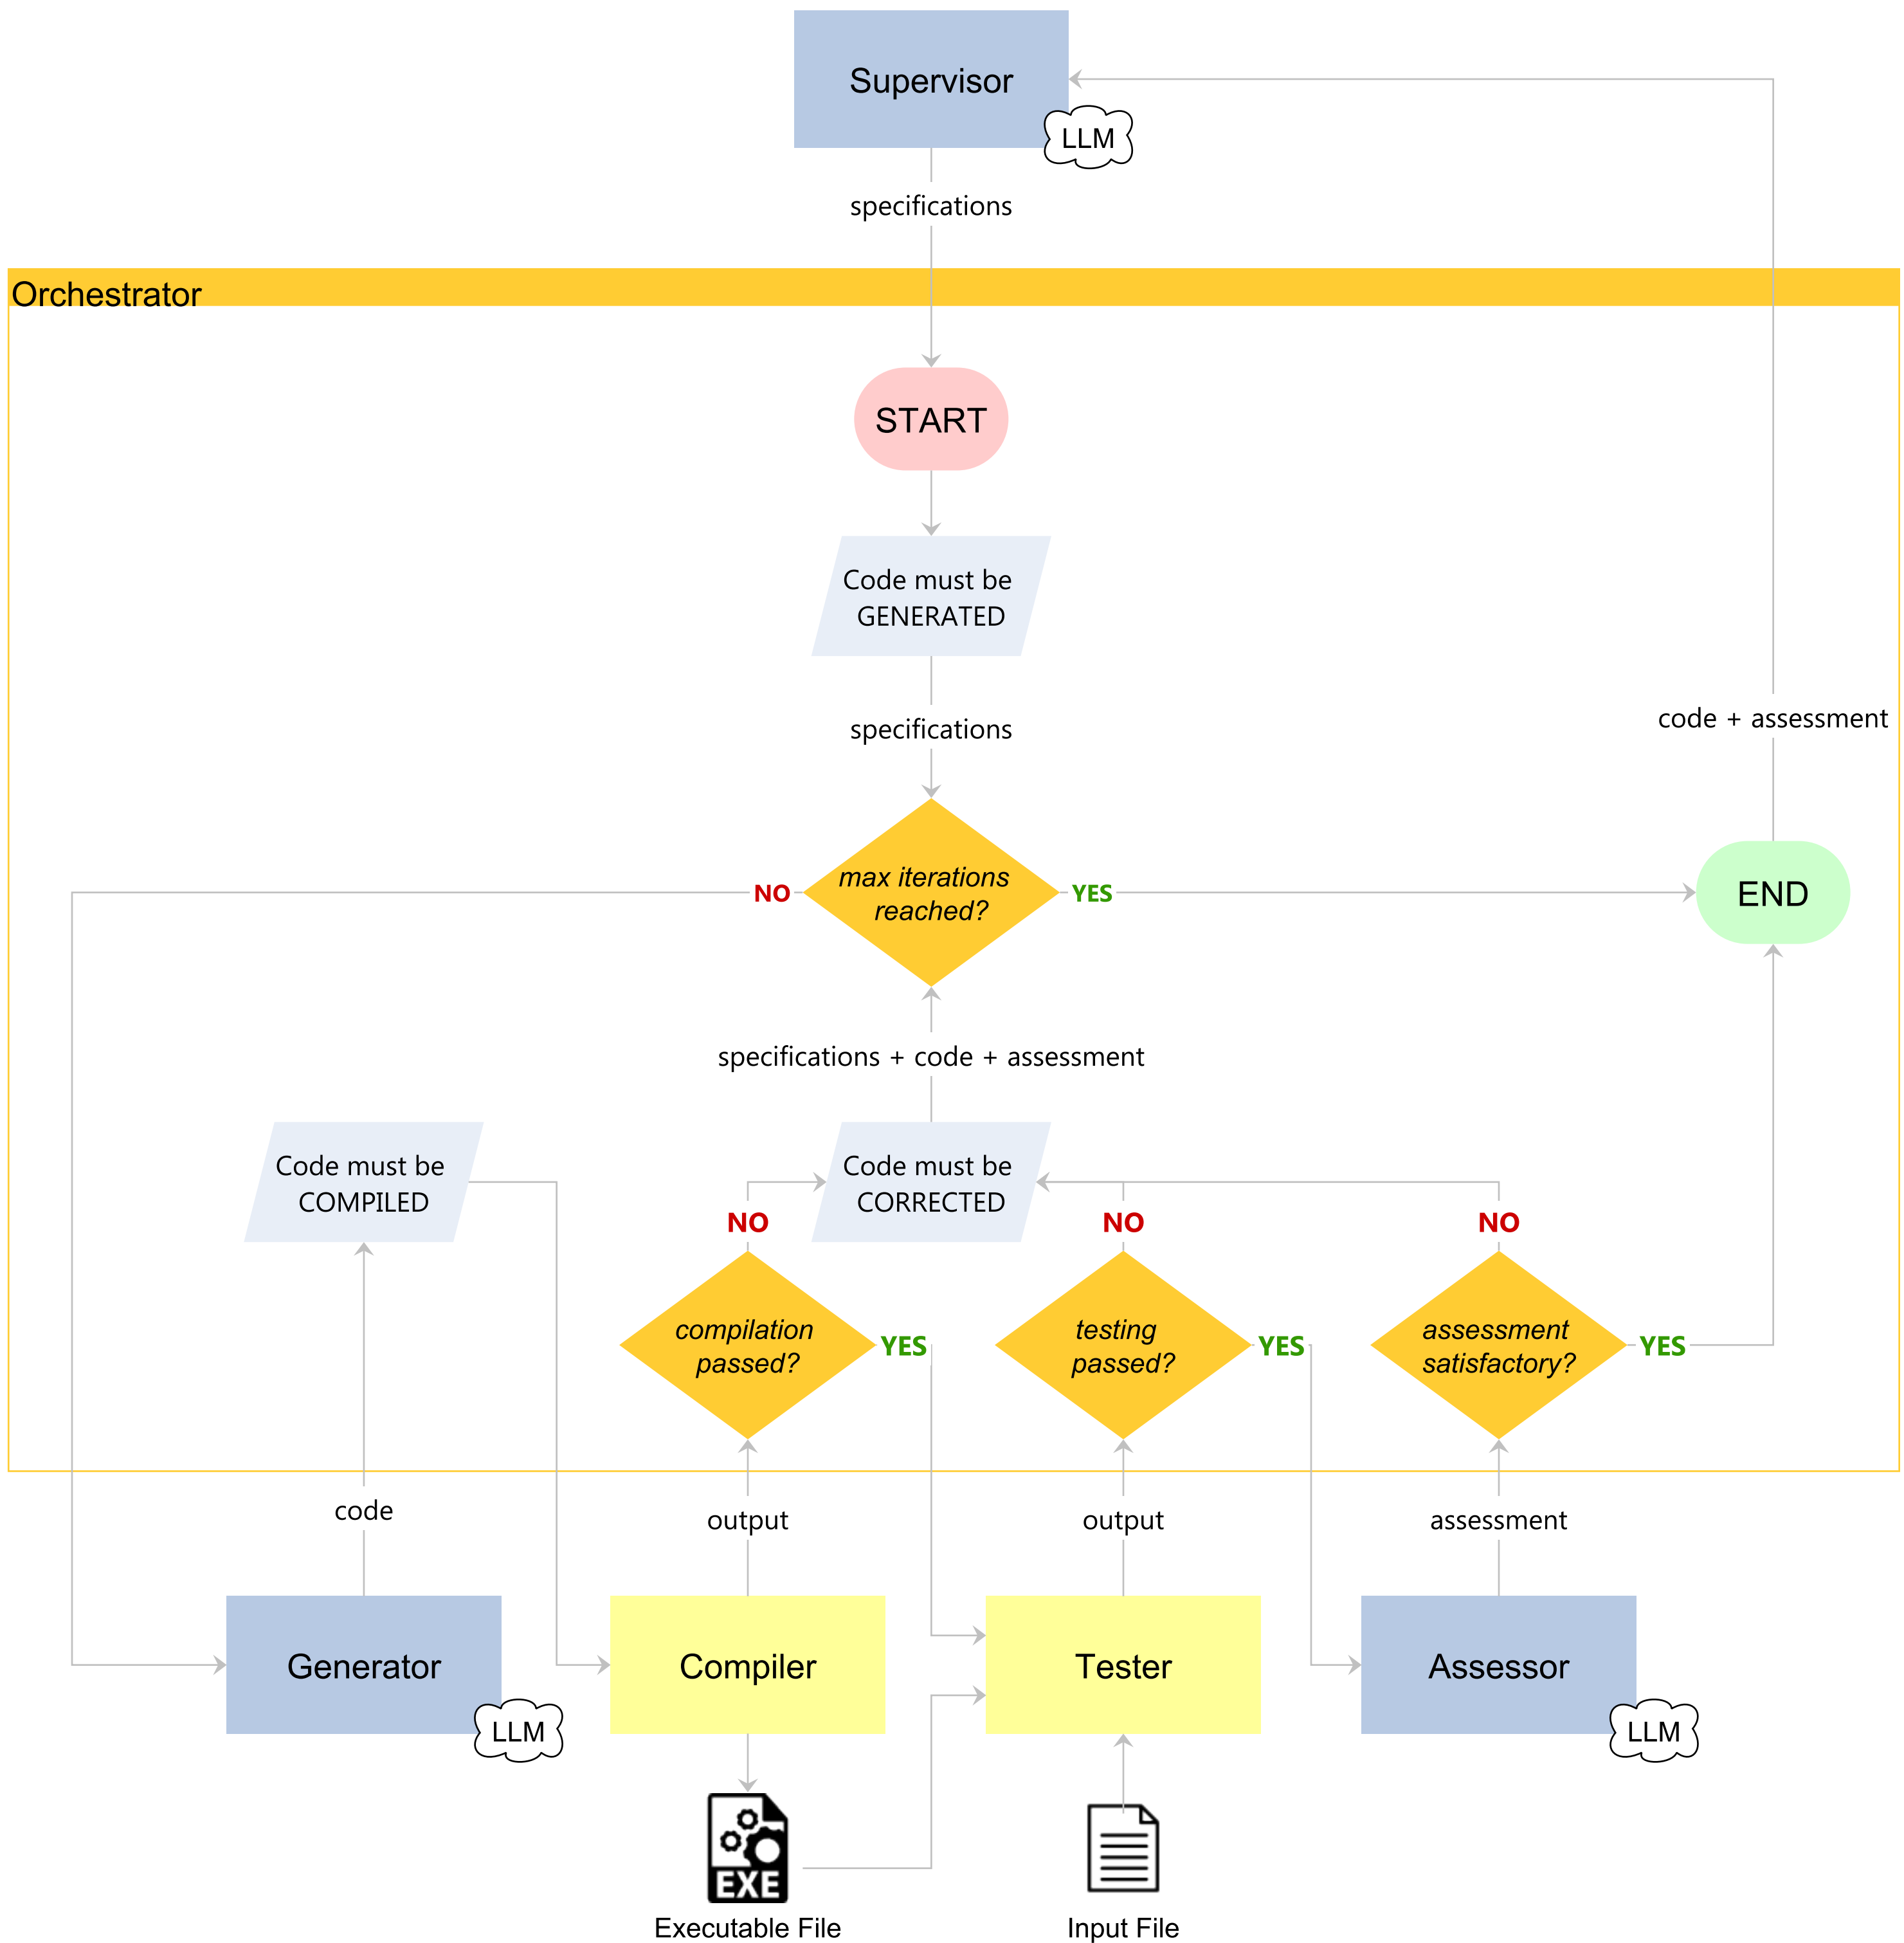 Supervisor
LLM
specifications
Orchestrator
START
Code must be
GENERATED
specifications
code + assessment
max iterations
reached?
NO
YES
END
specifications + code + assessment
Code must be
COMPILED
Code must be
CORRECTED
NO
NO
NO
compilation
passed?
YES
testing
passed?
YES
assessment
satisfactory?
YES
code
output
output
assessment
Generator
LLM
Compiler
Tester
Assessor
LLM
EXE
Executable File
Input File